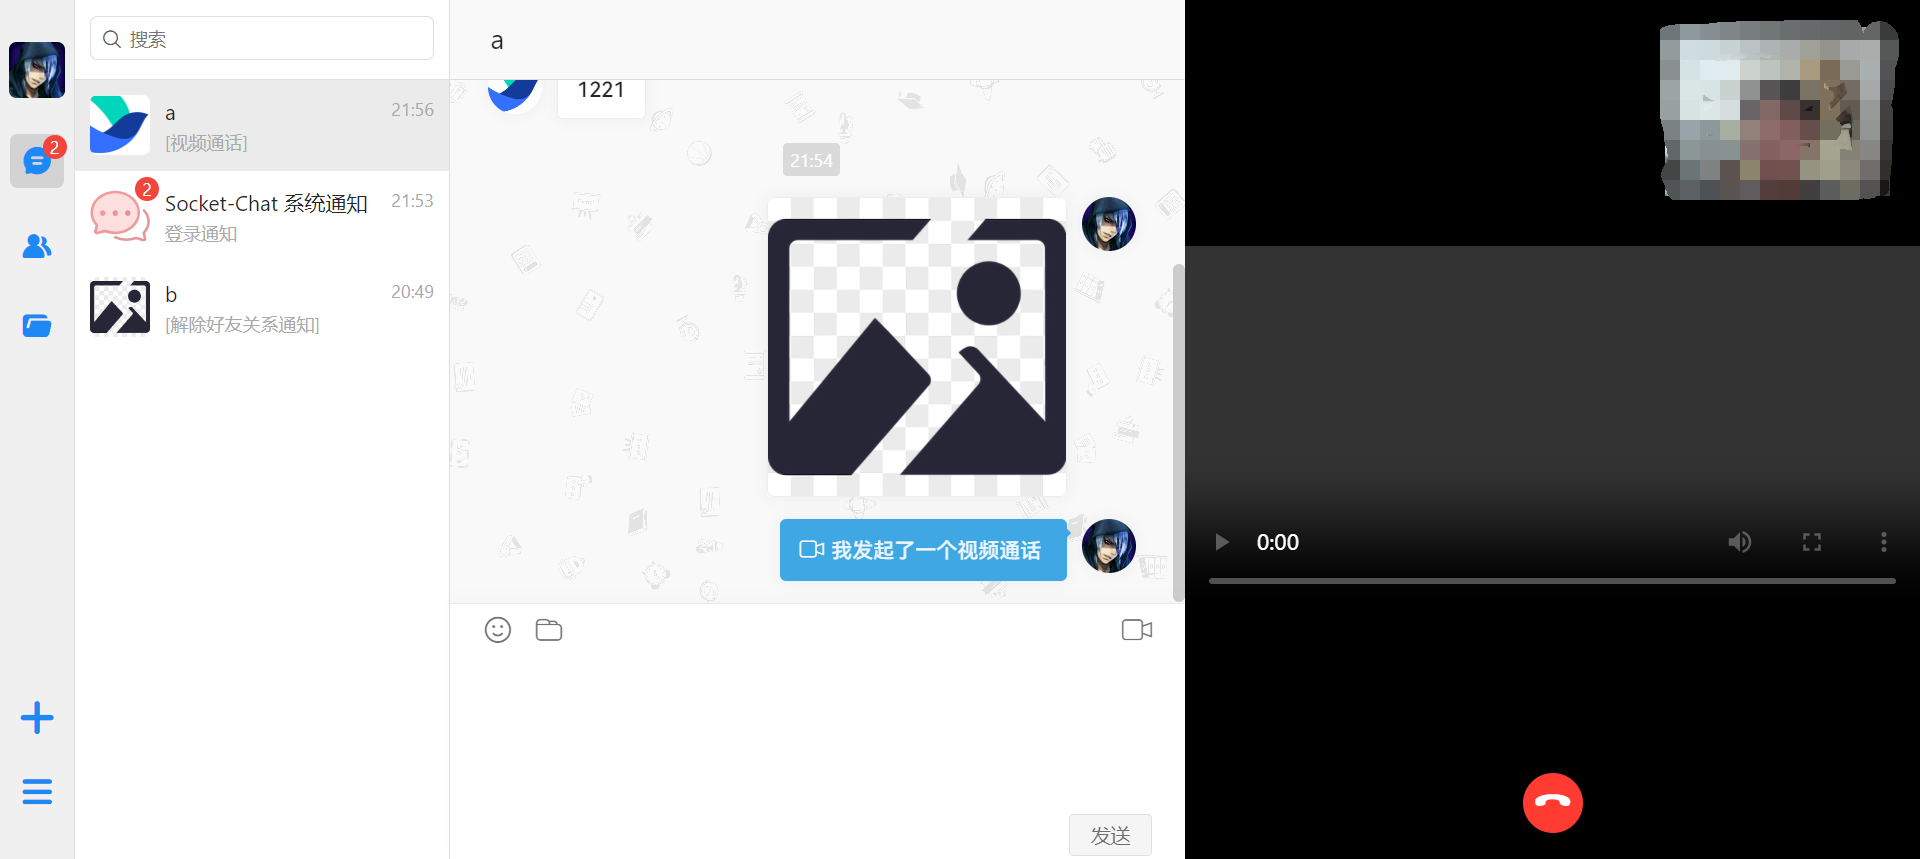 搜索
a
2
a
21:56
[视频通话]
2
Socket-Chat 系统通知
21:53
登录通知
b
20:49
[解除好友关系通知]
1221
21:54
我发起了一个视频通话
发送
0:00